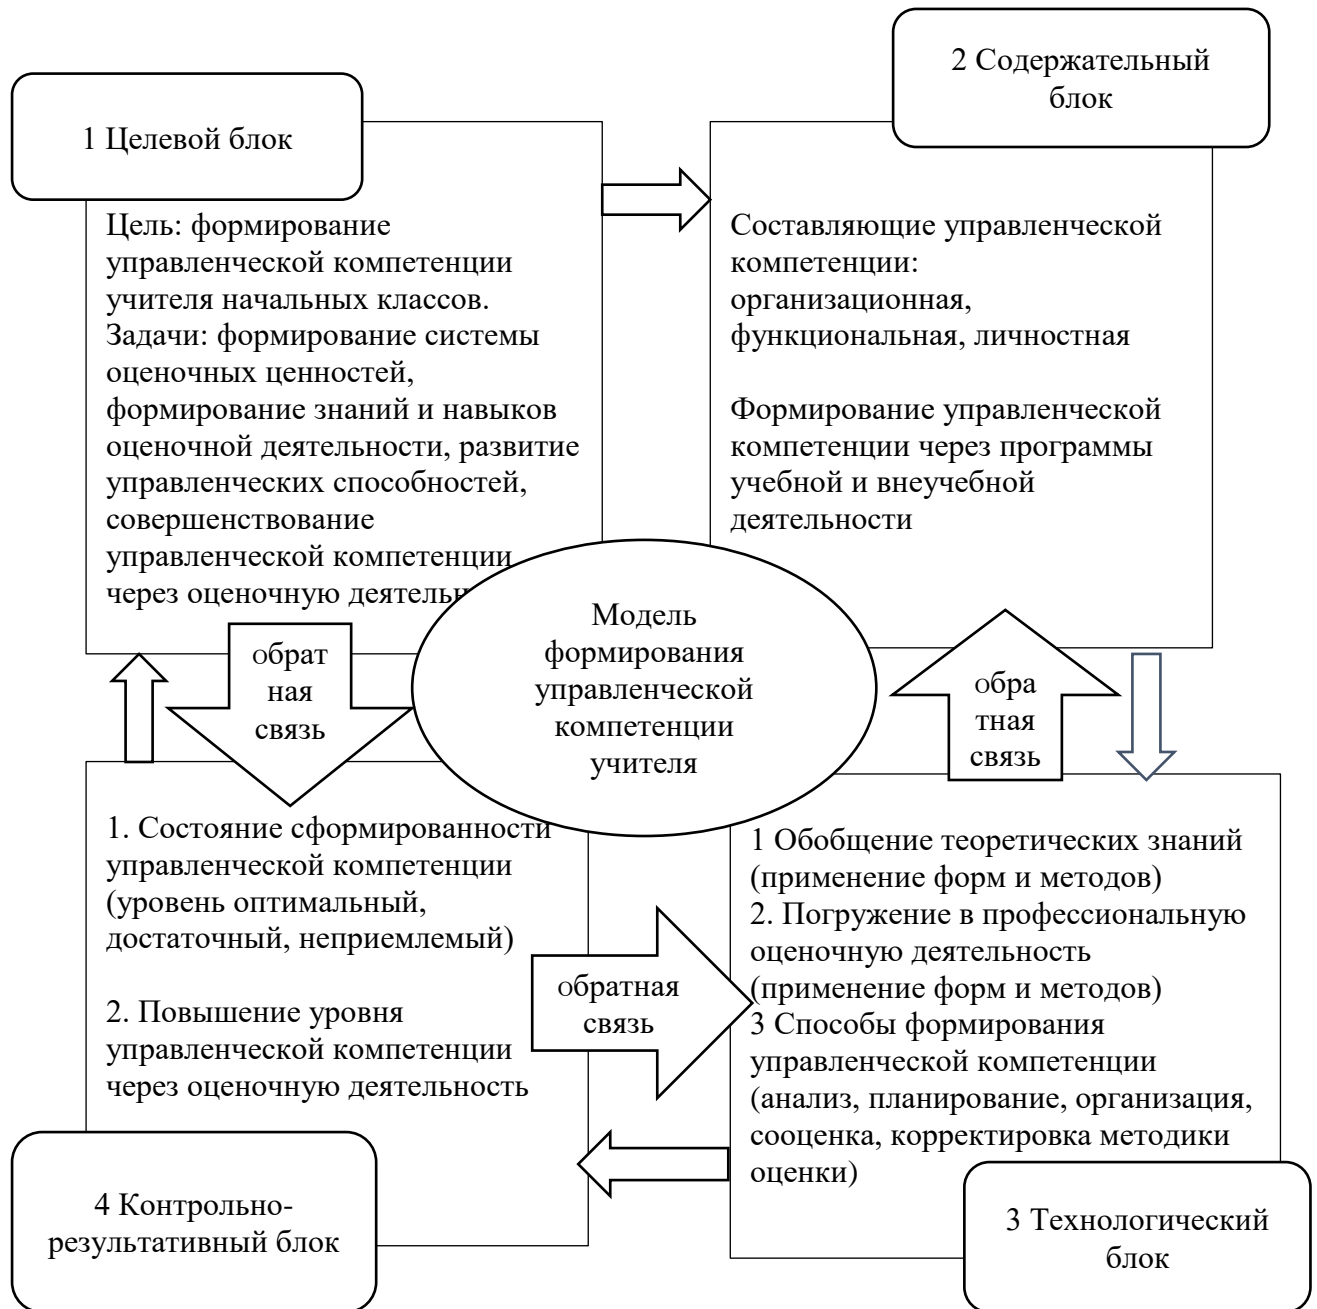 1 Целевой блок
Цель: формирование
управленческой компетенции
учителя начальных классов.
Задачи: формирование системы
оценочных ценностей,
формирование знаний и навыков
оценочной деятельности, развитие
управленческих способностей,
совершенствование
управленческой компетенции
через оценочную
2 Содержательный
блок
Составляющие управленческой
компетенции:
организационная,
функциональная, личностная
Формирование управленческой
компетенции через программы
учебной и внеучебной
деятельности
Модель
формирования
управленческой
компетенции
учителя
обрат
ная
связь
обра
тная
связь
1. Состояние сформированности
управленческой компетенции
(уровень оптимальный,
достаточный, неприемлемый)
2. Повышение уровня
управленческой компетенции
через оценочную деятельность
4 Контрольно-
результативный блок
обратная
связь
1 Обобщение теоретических знаний
(применение форм и методов)
2. Погружение в профессиональную
оценочную деятельность
(применение форм и методов)
3 Способы формирования
управленческой компетенции
(анализ, планирование, организация,
сооценка, корректировка методики
оценки)
3 Технологический
блок